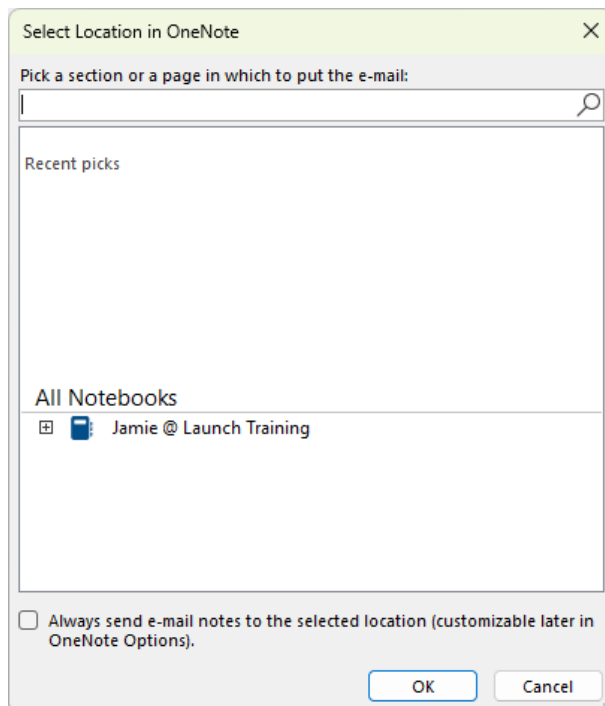 Select Location in OneNote
Pick a section or a page in which to put the e-mail:
Recent picks
All Notebooks
Jamie @ Launch Training
Always send e-mail notes to the selected location (customizable later in
OneNote Options).
OK Cancel